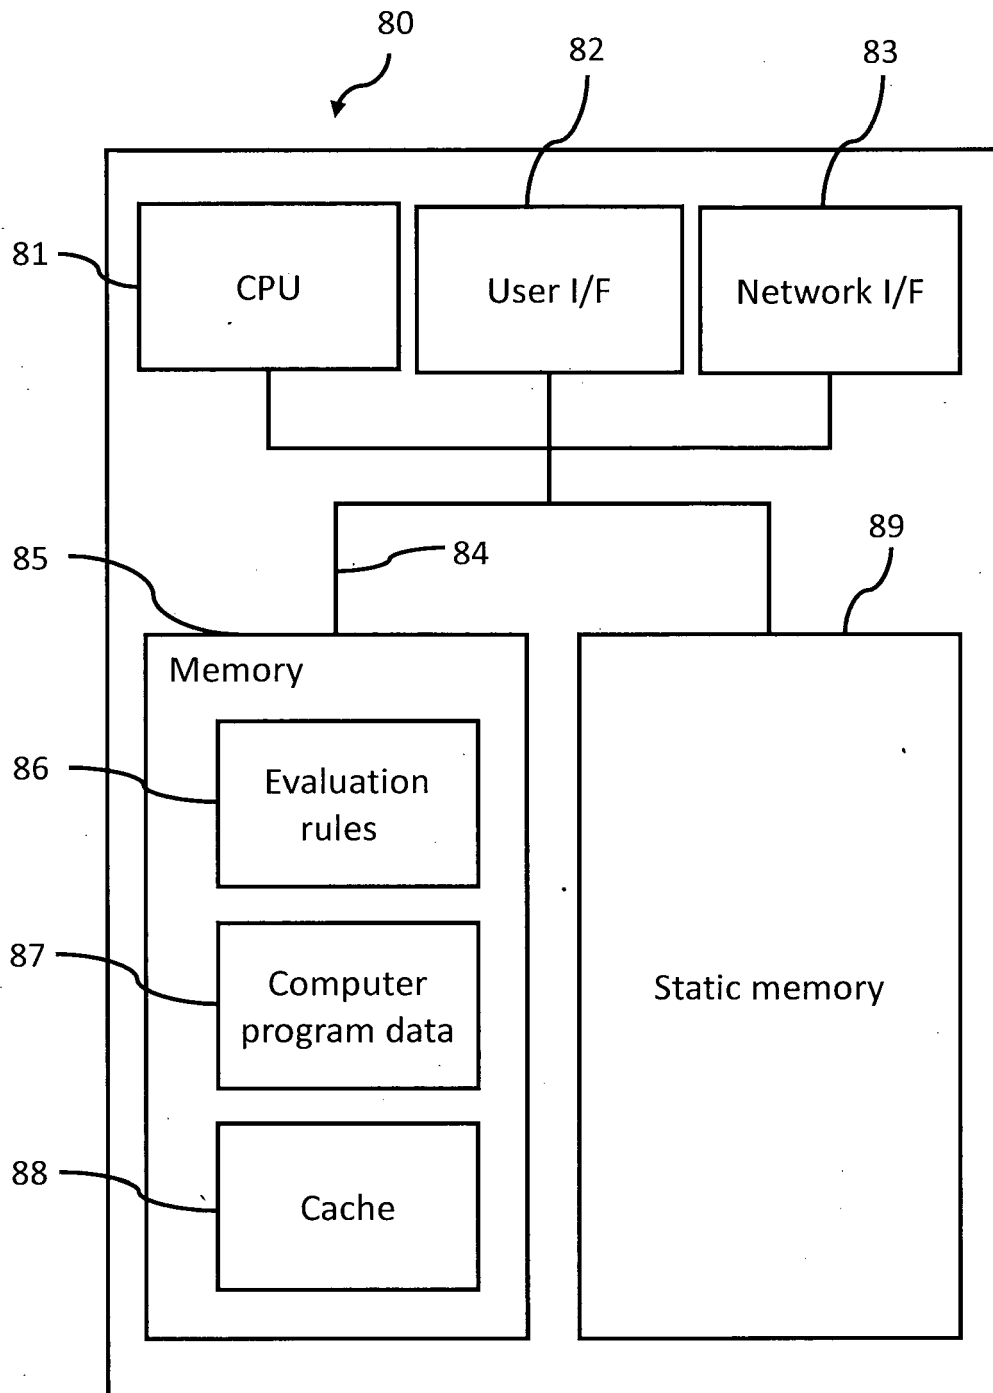 80
82
83
81
CPU
User I/F
Network I/F
84
89
85
Memory
86
Evaluation
rules
87
Computer
program data
Static memory
88
Cache